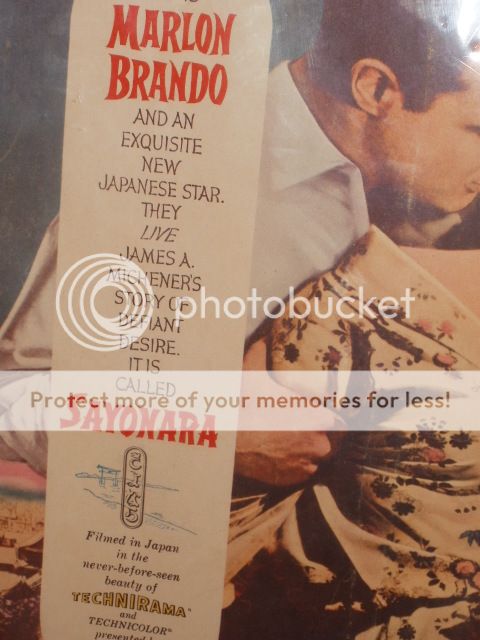 MARLON
BRANDO
AND AN
EXQUISITE
NEW
JAPANESE STAR.
THEY
LIVE
JAMES A.
MICHENER'S
STORY OF
DEFIANT
DESIRE.
IT IS
CALLED
SAYONARA
photobucket
Protect more of your memories for less!
Filmed in Japan
in the
never-before-seen
beauty of
TECHNIRAMA®
and
TECHNICOLOR®